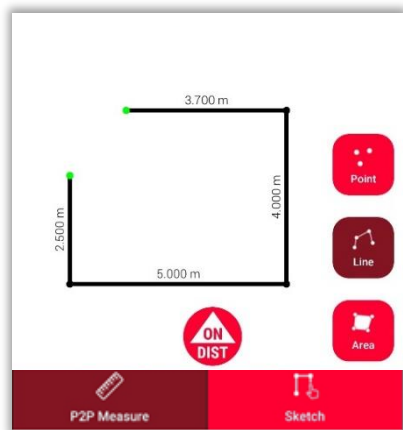 3.700 m
4.000 m
2.500 m
5.000 m
Point
Line
Area
ON
DIST
P2P Measure
Sketch